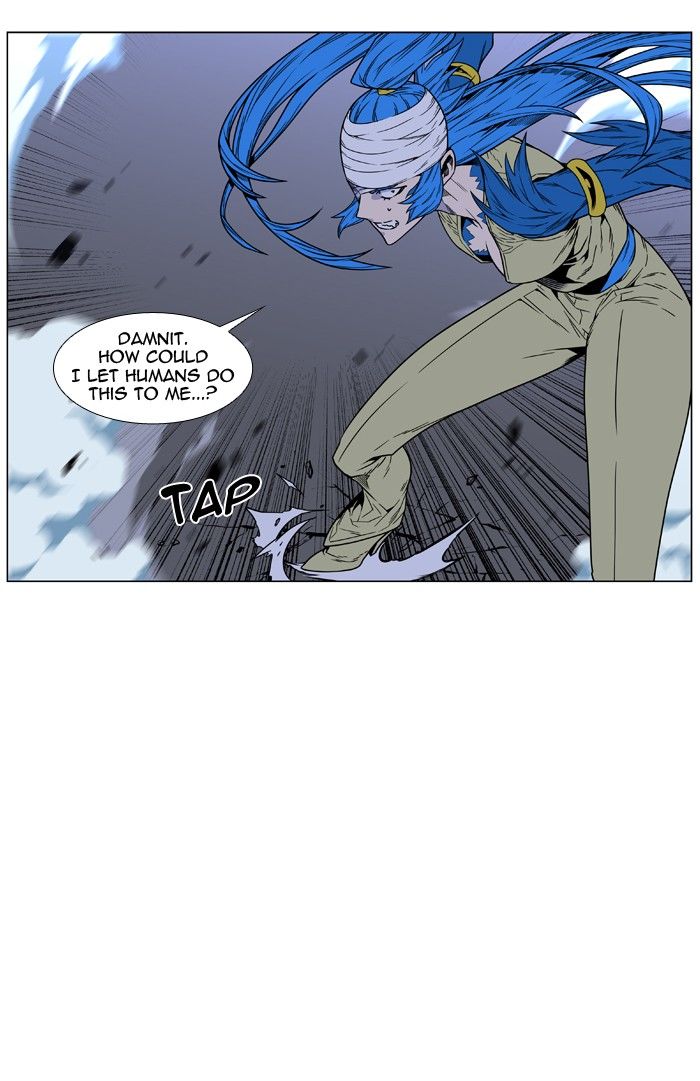 DAMNIT.
HOW COULD
I LET HUMANS DO
THIS TO ME...?
TAP